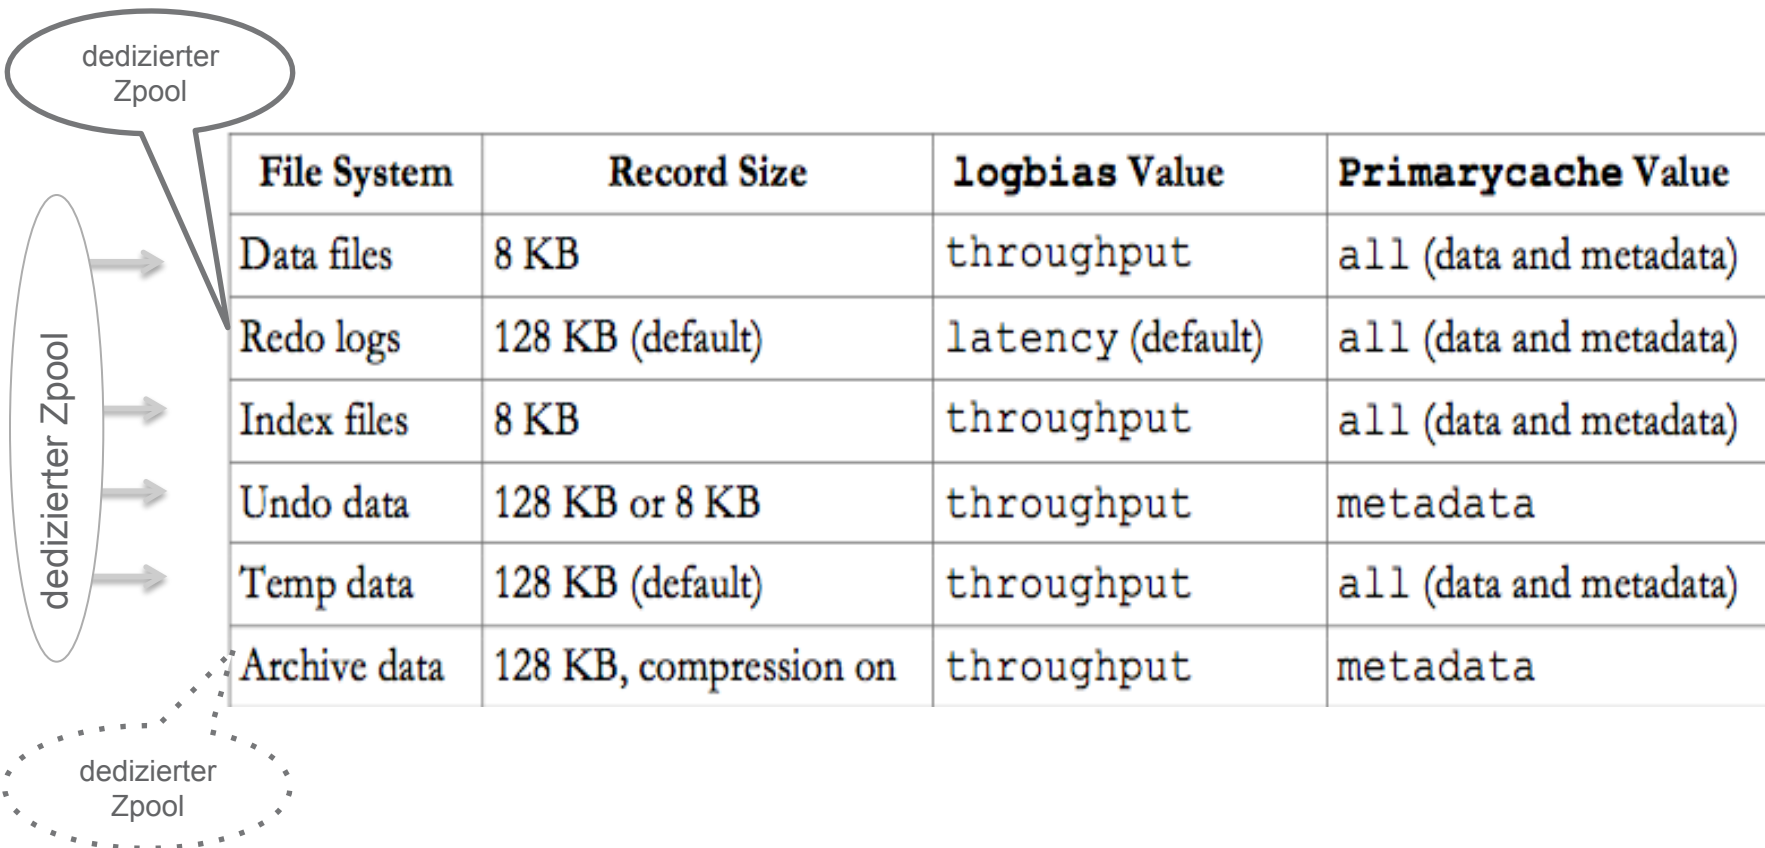 dedizierter
Zpool
File System Record Size logbias Value Primarycache Value
Data files 8 KB throughput all (data and metadata)
Redo logs 128 KB (default) latency (default) all (data and metadata)
Index files 8 KB throughput all (data and metadata)
Undo data 128 KB or 8 KB throughput metadata
Temp data 128 KB (default) throughput all (data and metadata)
Archive data 128 KB, compression on throughput metadata
dedizierter Zpool
dedizierter
Zpool